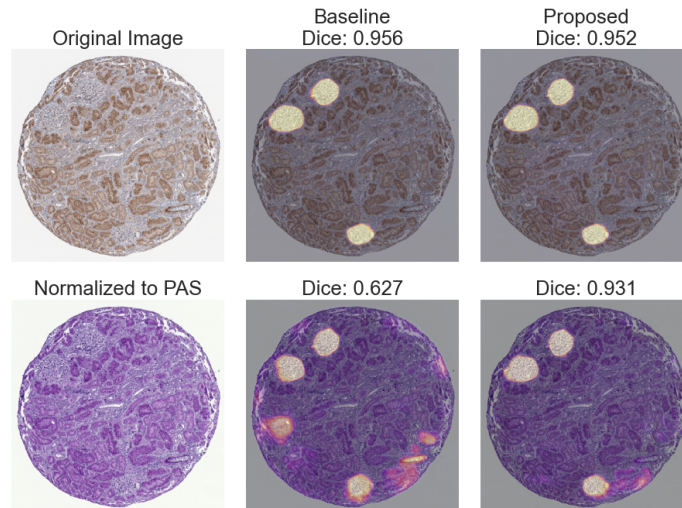 Original Image
Baseline
Dice: 0.956
Proposed
Dice: 0.952
Normalized to PAS
Dice: 0.627
Dice: 0.931